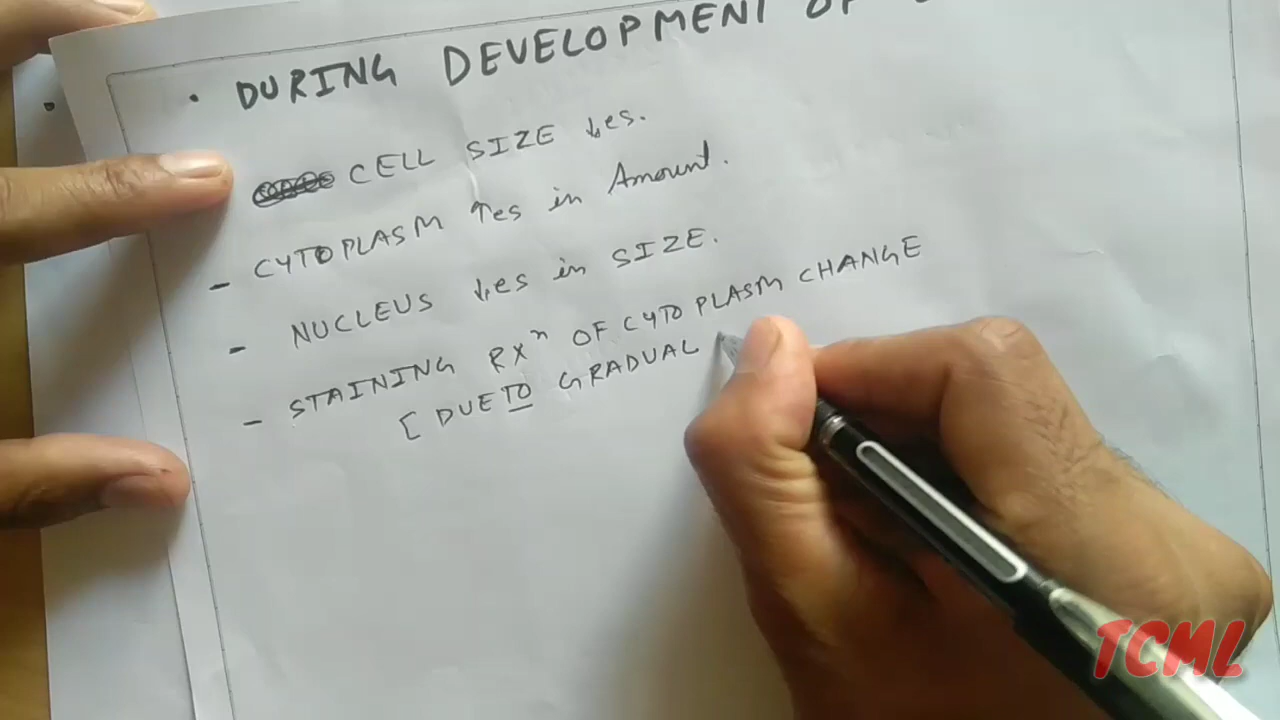 • DURING DEVELOPMENT OF
CELL SIZE ↓es.
- CYTOPLASM ↑es in Amount.
- NUCLEUS ↓es in SIZE.
- STAINING RXⁿ OF CYTOPLASM CHANGE
[ DUE TO GRADUAL
TCML